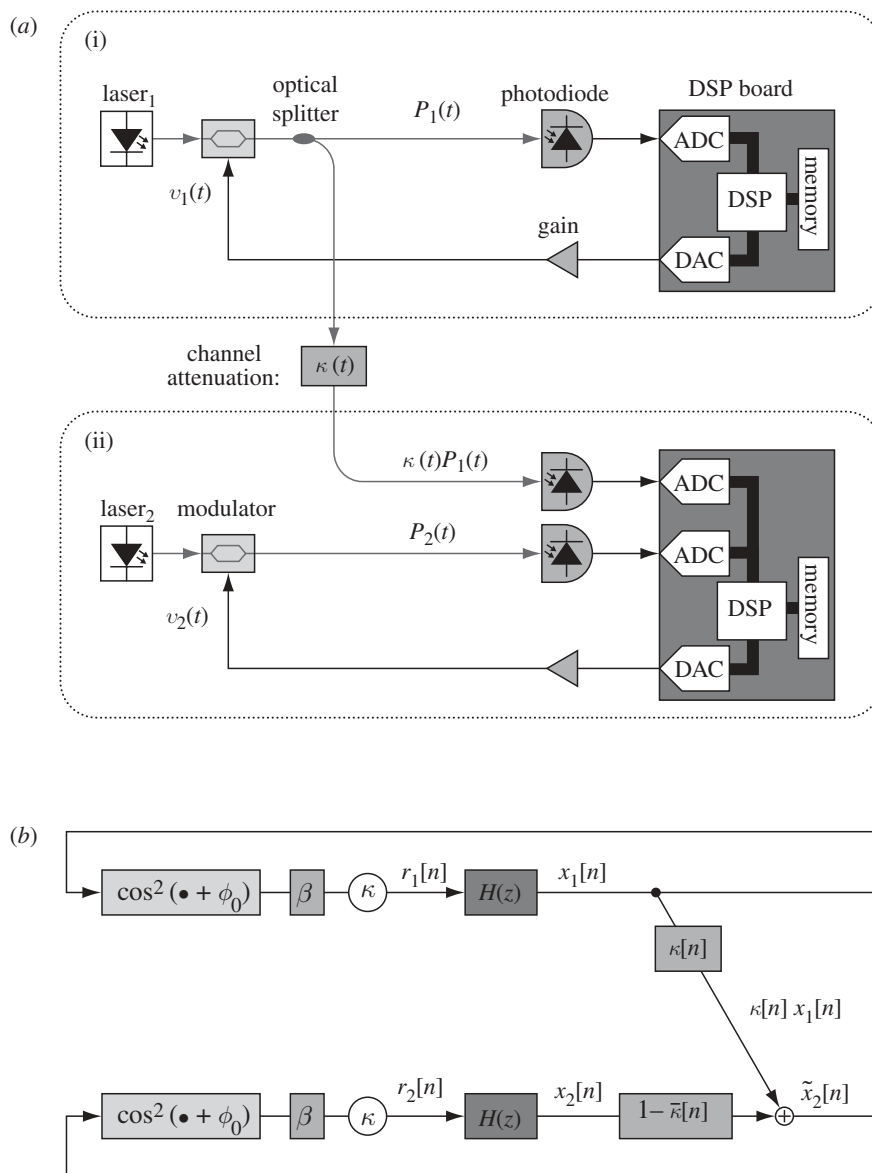 (a)
(i)
laser₁
optical
splitter
P₁(t)
photodiode
DSP board
ADC
DSP
memory
DAC
υ₁(t)
gain
channel
attenuation:
κ(t)
(ii)
κ(t)P₁(t)
ADC
laser₂
modulator
P₂(t)
ADC
DSP
memory
DAC
υ₂(t)
(b)
cos² (• + ϕ₀)
β
κ
r₁[n]
H(z)
x₁[n]
κ[n]
κ[n] x₁[n]
cos² (• + ϕ₀)
β
κ
r₂[n]
H(z)
x₂[n]
1– κ̄[n]
+
x̃₂[n]